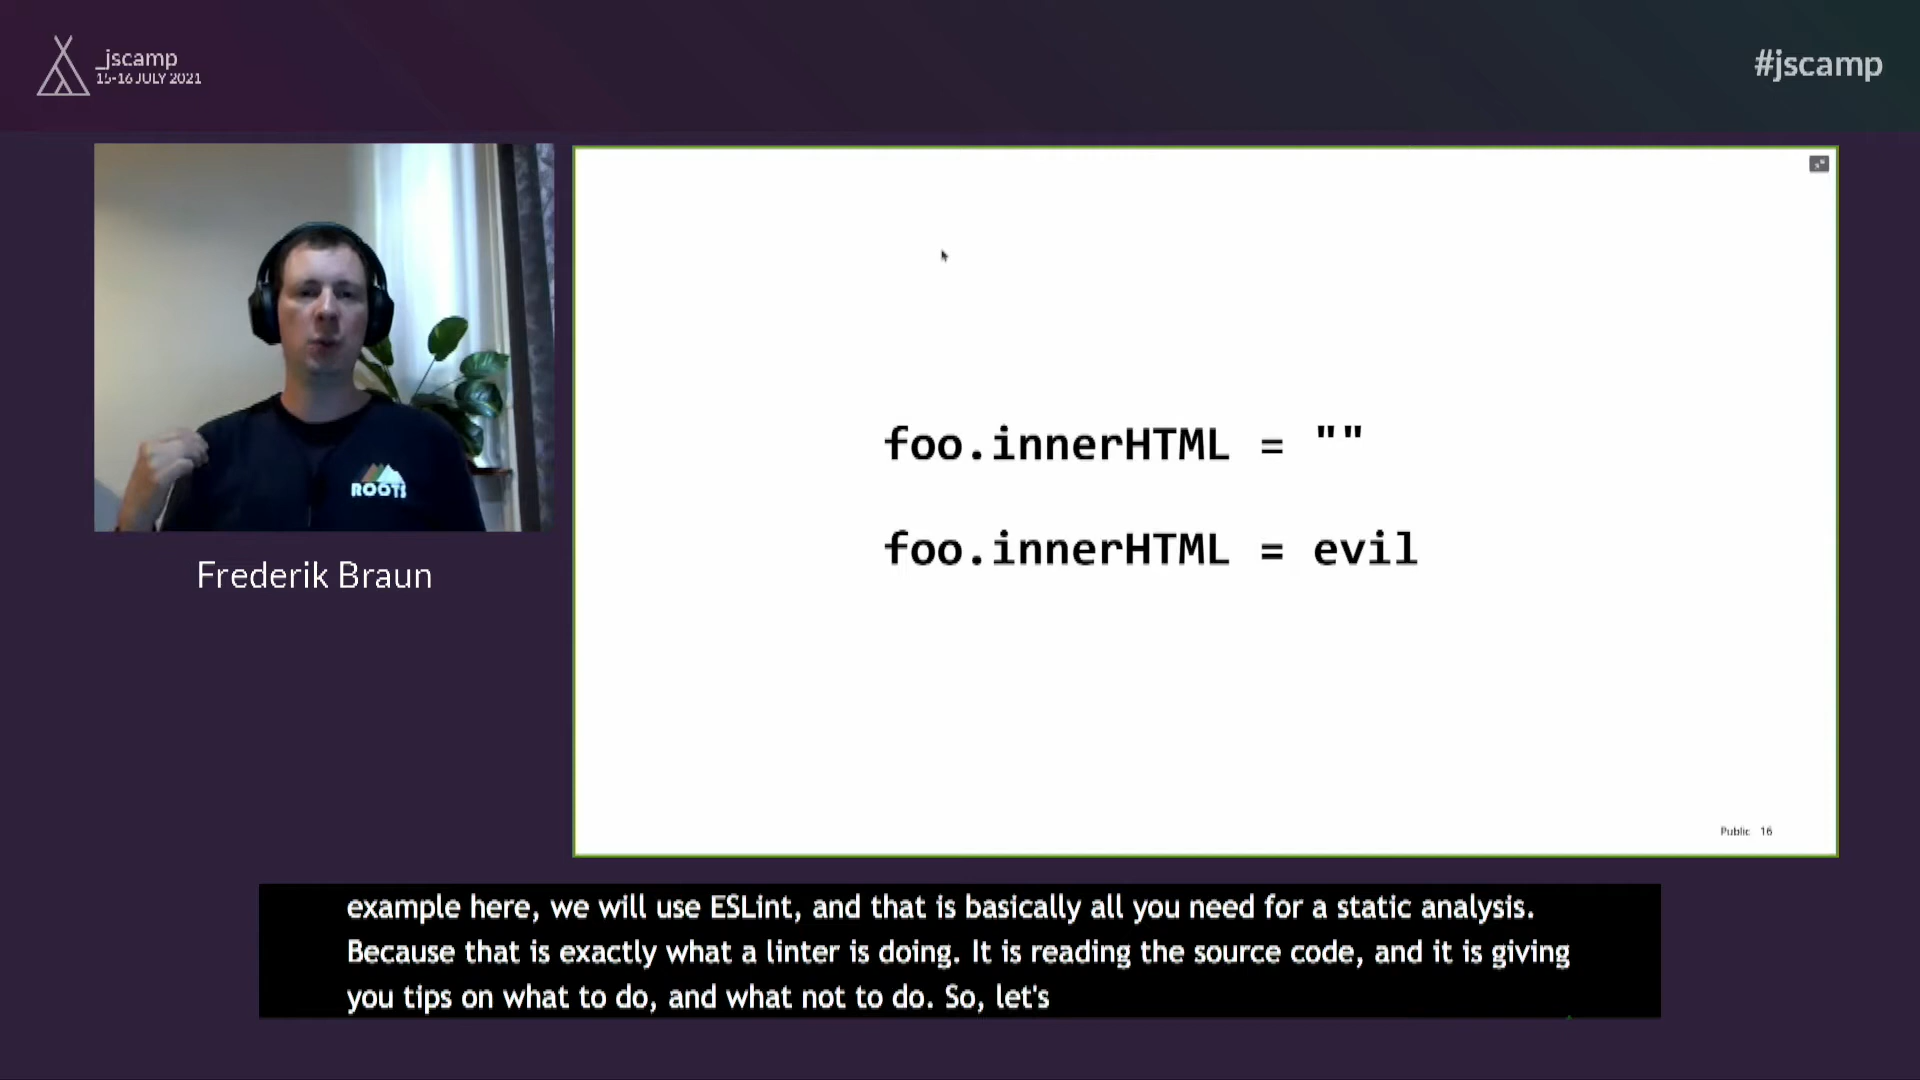 _jscamp
15-16 JULY 2021
#jscamp
ROOTS
Frederik Braun
foo.innerHTML = ""
foo.innerHTML = evil
Public 16
example here, we will use ESLint, and that is basically all you need for a static analysis.
Because that is exactly what a linter is doing. It is reading the source code, and it is giving
you tips on what to do, and what not to do. So, let's